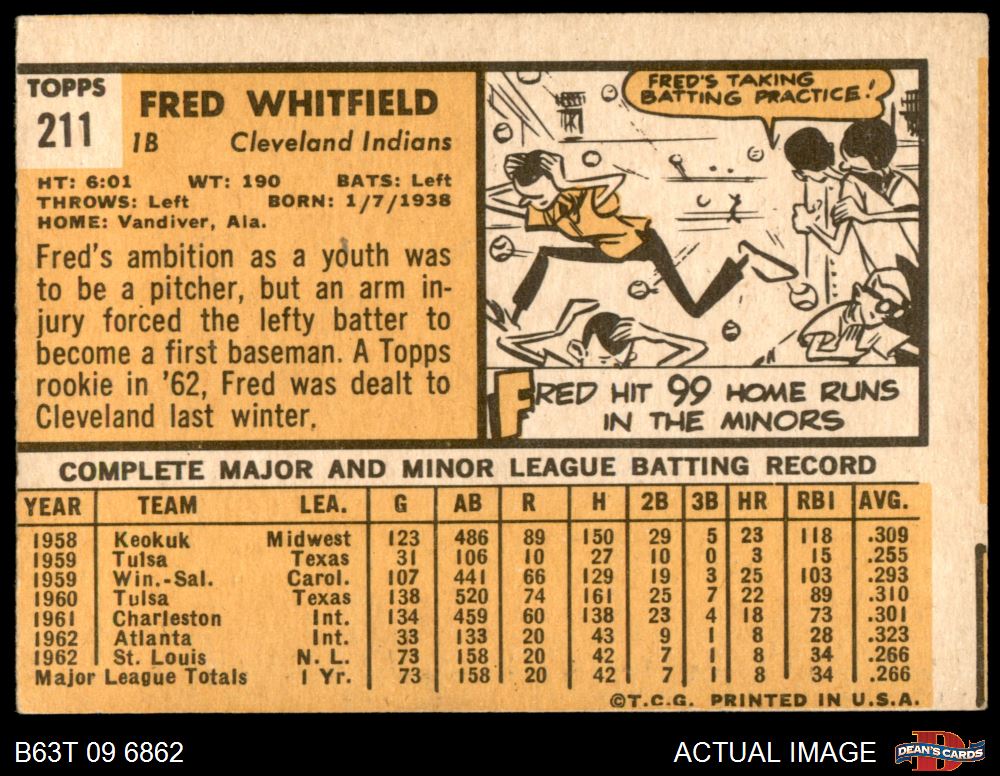 TOPPS
211
FRED WHITFIELD
1B Cleveland Indians
HT: 6:01 WT: 190 BATS: Left
THROWS: Left BORN: 1/7/1938
HOME: Vandiver, Ala.
Fred's ambition as a youth was
to be a pitcher, but an arm in-
jury forced the lefty batter to
become a first baseman. A Topps
rookie in '62, Fred was dealt to
Cleveland last winter.
FRED'S TAKING
BATTING PRACTICE!
FRED HIT 99 HOME RUNS
IN THE MINORS
COMPLETE MAJOR AND MINOR LEAGUE BATTING RECORD
YEAR TEAM LEA. G AB R H 2B 3B HR RBI AVG.
1958 Keokuk Midwest 123 486 89 150 29 5 23 118 .309
1959 Tulsa Texas 31 106 10 27 10 0 3 15 .255
1959 Win.-Sal. Carol. 107 441 66 129 19 3 25 103 .293
1960 Tulsa Texas 138 520 74 161 25 7 22 89 .310
1961 Charleston Int. 134 459 60 138 23 4 18 73 .301
1962 Atlanta Int. 33 133 20 43 9 1 8 28 .323
1962 St. Louis N. L. 73 158 20 42 7 1 8 34 .266
Major League Totals 1 Yr. 73 158 20 42 7 1 8 34 .266
©T.C.G. PRINTED IN U.S.A.
B63T 09 6862
ACTUAL IMAGE
D
DEAN'S CARDS